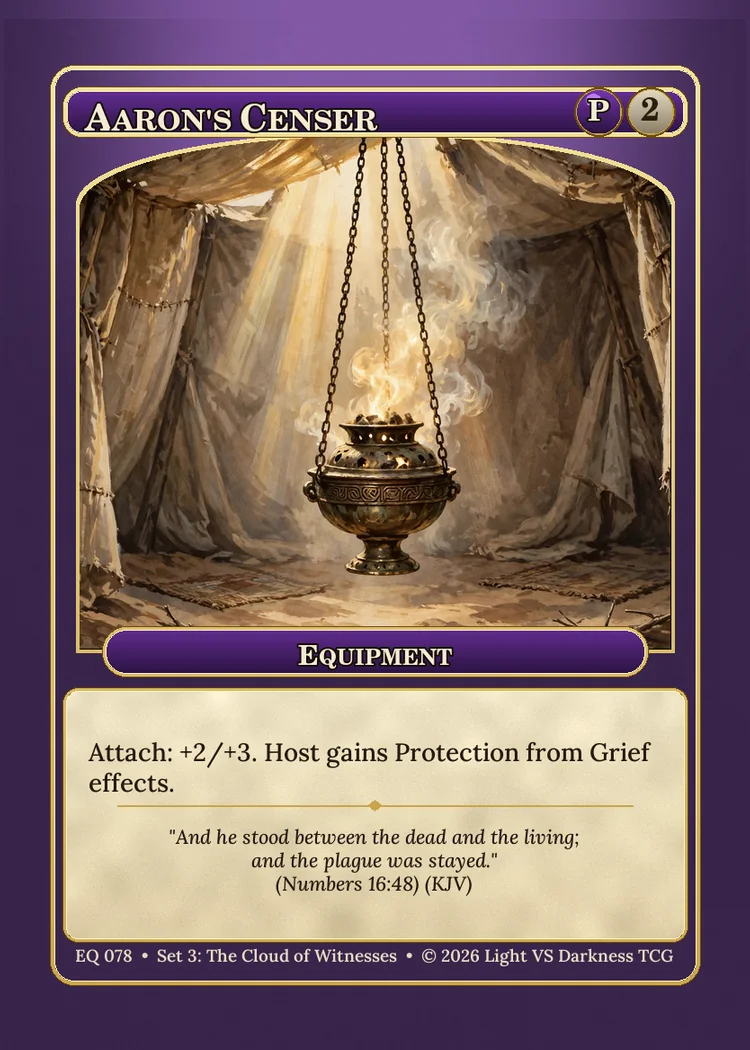 Aaron's Censer
P 2
Equipment
Attach: +2/+3. Host gains Protection from Grief
effects.
"And he stood between the dead and the living;
and the plague was stayed."
(Numbers 16:48) (KJV)
EQ 078 • Set 3: The Cloud of Witnesses • © 2026 Light VS Darkness TCG